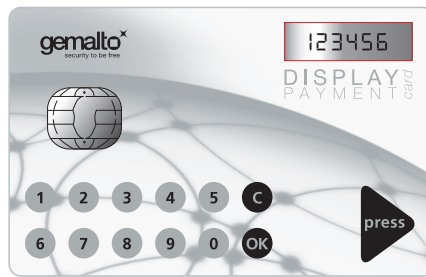 gemalto
security to be free
123456
DISPLAY
PAYMENT
card
1 2 3 4 5 C
6 7 8 9 0 OK
press